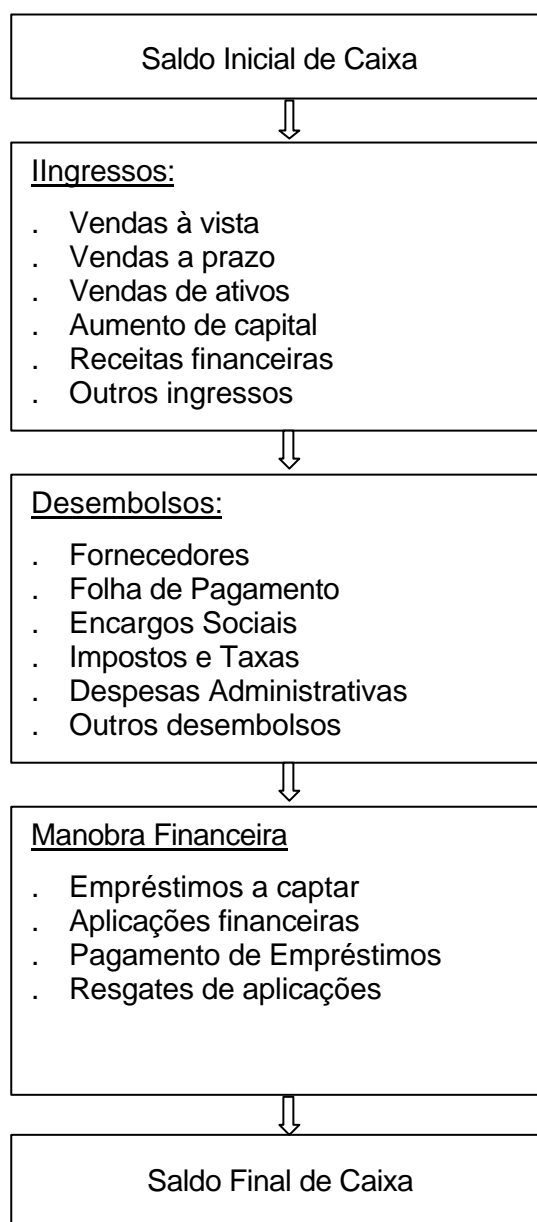 Saldo Inicial de Caixa
IIngressos:
. Vendas à vista
. Vendas a prazo
. Vendas de ativos
. Aumento de capital
. Receitas financeiras
. Outros ingressos
Desembolsos:
. Fornecedores
. Folha de Pagamento
. Encargos Sociais
. Impostos e Taxas
. Despesas Administrativas
. Outros desembolsos
Manobra Financeira
. Empréstimos a captar
. Aplicações financeiras
. Pagamento de Empréstimos
. Resgates de aplicações
Saldo Final de Caixa